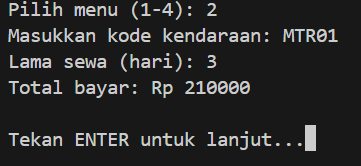 Pilih menu (1-4): 2
Masukkan kode kendaraan: MTR01
Lama sewa (hari): 3
Total bayar: Rp 210000
Tekan ENTER untuk lanjut...